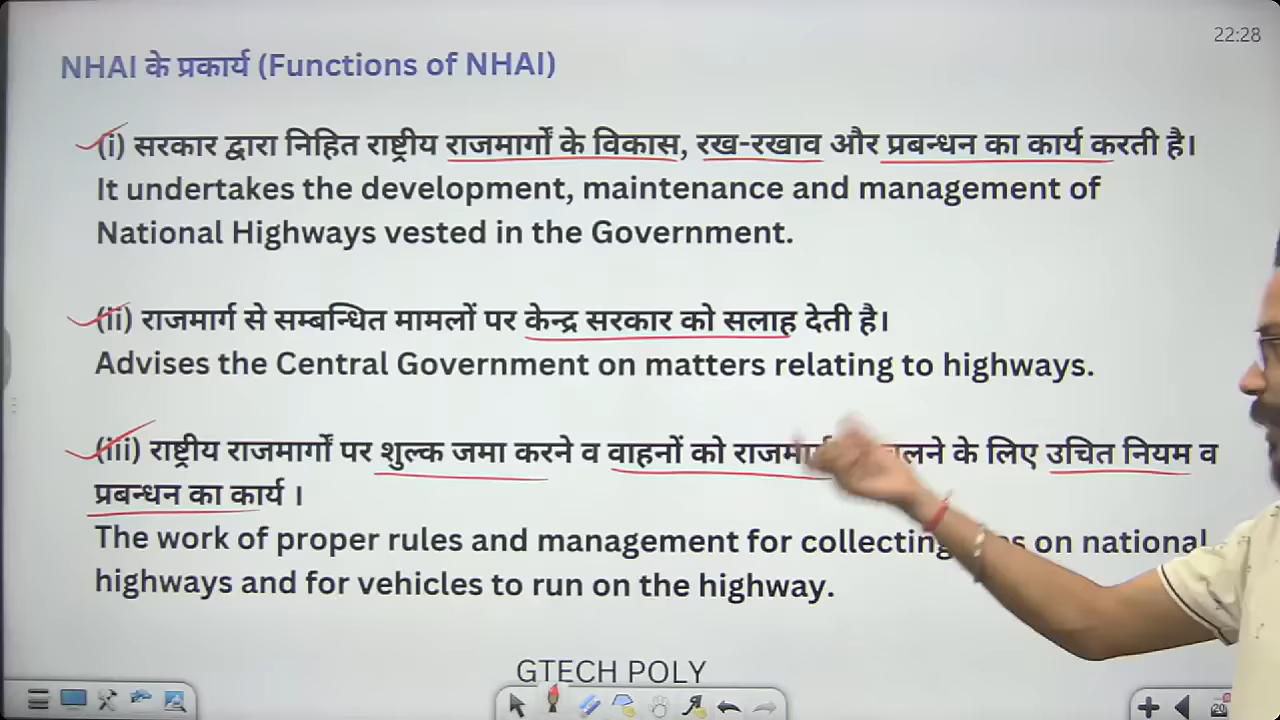 22:28
NHAI के प्रकार्य (Functions of NHAI)
(i) सरकार द्वारा निहित राष्ट्रीय राजमार्गों के विकास, रख-रखाव और प्रबन्धन का कार्य करती है।
It undertakes the development, maintenance and management of
National Highways vested in the Government.
(ii) राजमार्ग से सम्बन्धित मामलों पर केन्द्र सरकार को सलाह देती है।
Advises the Central Government on matters relating to highways.
(iii) राष्ट्रीय राजमार्गों पर शुल्क जमा करने व वाहनों को के लिए उचित नियम व
प्रबन्धन का कार्य ।
The work of proper rules and management for collecting on national
highways and for vehicles to run on the highway.
GTECH POLY